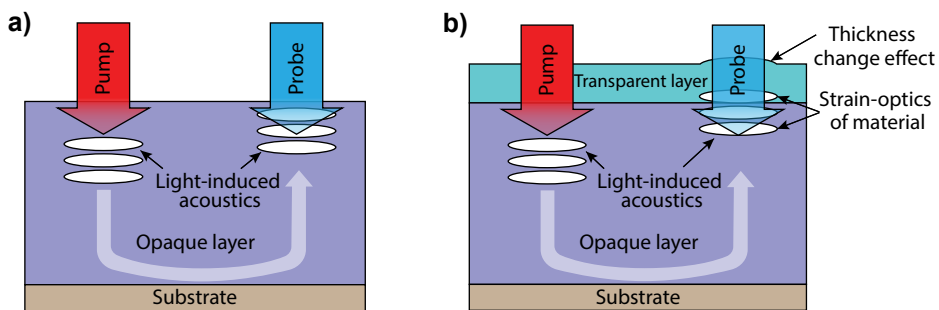 a)
Pump
Probe
Light-induced
acoustics
Opaque layer
Substrate
b)
Thickness
change effect
Pump
Transparent layer
Probe
Strain-optics
of material
Light-induced
acoustics
Opaque layer
Substrate